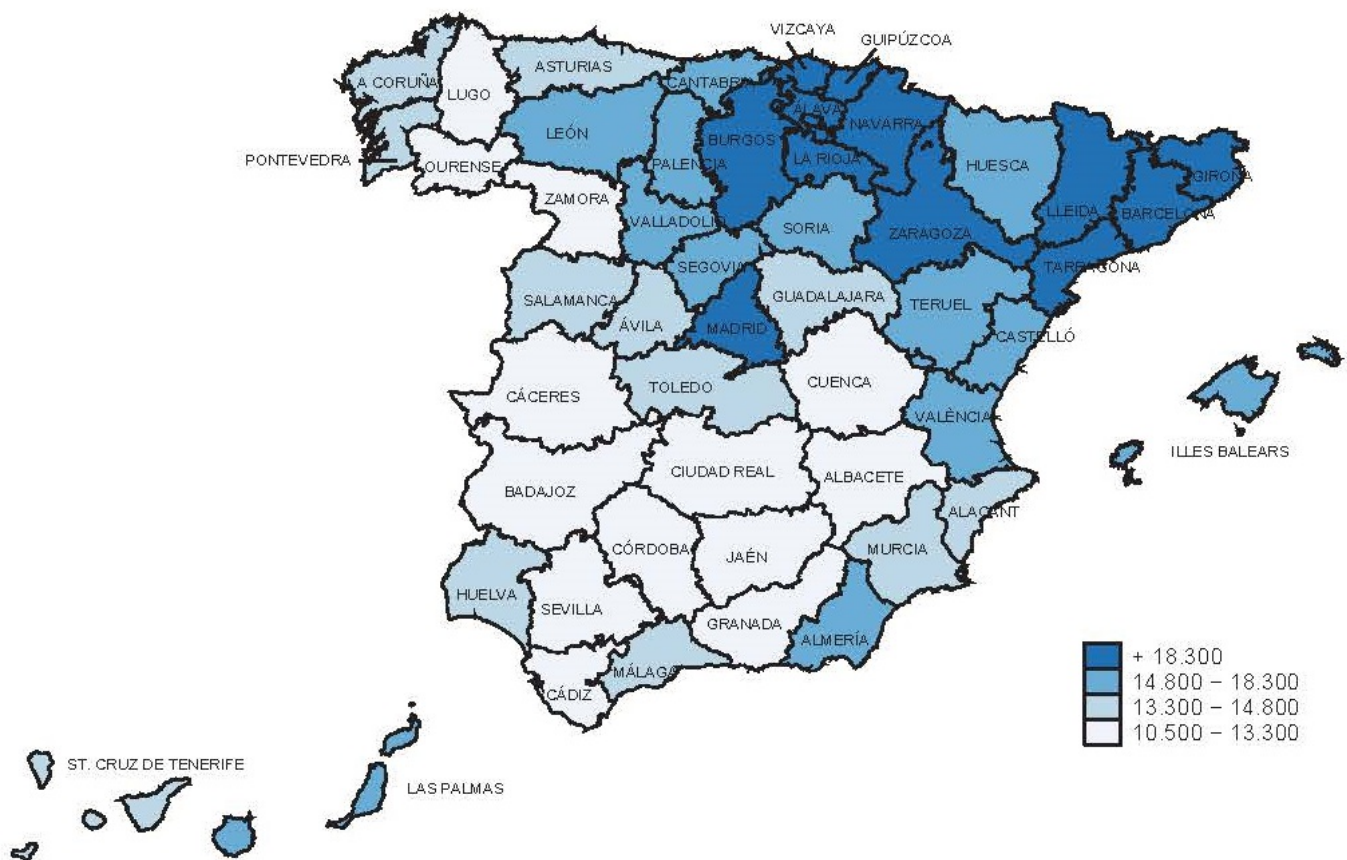 VIZCAYA
GUIPÚZCOA
A CORUÑA
LUGO
ASTURIAS
CANTABRIA
ÁLAVA
NAVARRA
LEÓN
PALENCIA
BURGOS
LA RIOJA
HUESCA
LLEIDA
GIRONA
BARCELONA
PONTEVEDRA
OURENSE
ZAMORA
VALLADOLID
SORIA
ZARAGOZA
TARRAGONA
SEGOVIA
SALAMANCA
ÁVILA
MADRID
GUADALAJARA
TERUEL
CASTELLÓ
CÁCERES
TOLEDO
CUENCA
VALÈNCIA
ILLES BALEARS
BADAJOZ
CIUDAD REAL
ALBACETE
ALACANT
HUELVA
SEVILLA
CÓRDOBA
JAÉN
MURCIA
GRANADA
ALMERÍA
MÁLAGA
CÁDIZ
ST. CRUZ DE TENERIFE
LAS PALMAS
+ 18.300
14.800 – 18.300
13.300 – 14.800
10.500 – 13.300